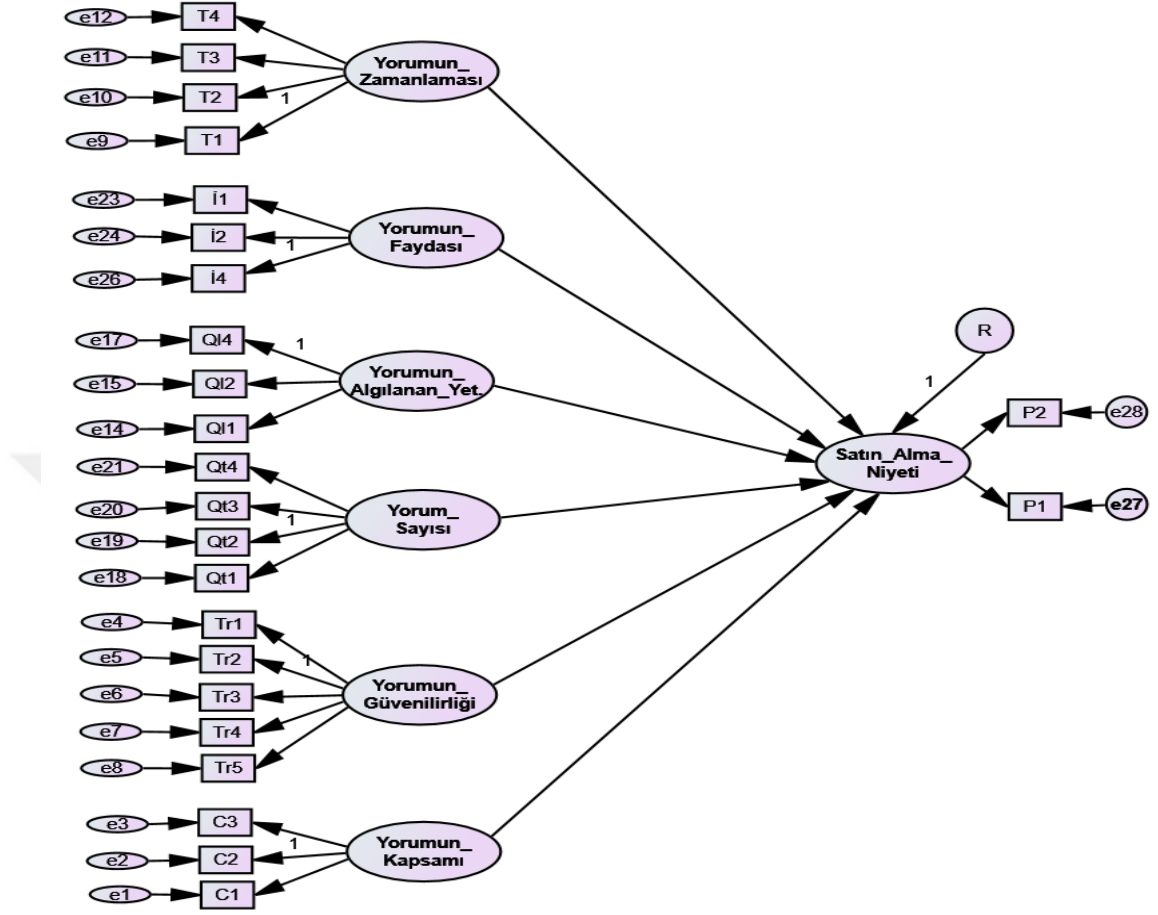 e12 T4
e11 T3
e10 T2
1
e9 T1
Yorumun_
Zamanlaması
e23 İ1
e24 İ2
1
e26 İ4
Yorumun_
Faydası
e17 Ql4
1
e15 Ql2
e14 Ql1
Yorumun_
Algılanan_Yet.
e21 Qt4
e20 Qt3
1
e19 Qt2
e18 Qt1
Yorum_
Sayısı
e4 Tr1
e5 Tr2
1
e6 Tr3
e7 Tr4
e8 Tr5
Yorumun_
Güvenilirliği
e3 C3
1
e2 C2
e1 C1
Yorumun_
Kapsamı
R
1
Satın_Alma_
Niyeti
P2 e28
P1 e27